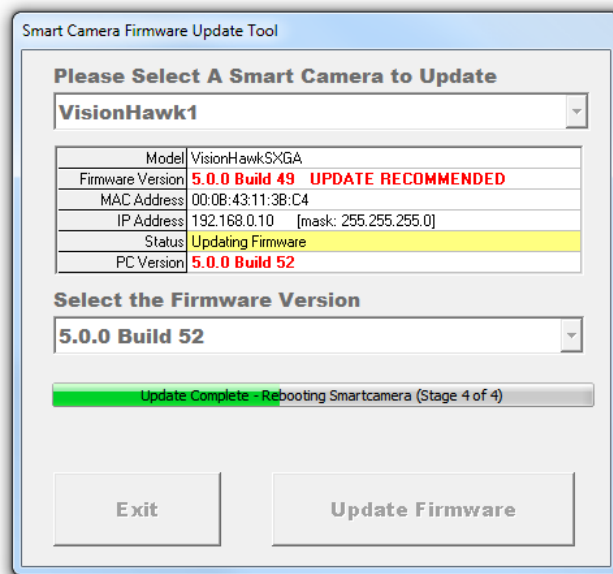 Smart Camera Firmware Update Tool
Please Select A Smart Camera to Update
VisionHawk1
Model VisionHawkSXGA
Firmware Version 5.0.0 Build 49 UPDATE RECOMMENDED
MAC Address 00:0B:43:11:3B:C4
IP Address 192.168.0.10 [mask: 255.255.255.0]
Status Updating Firmware
PC Version 5.0.0 Build 52
Select the Firmware Version
5.0.0 Build 52
Update Complete - Rebooting Smartcamera (Stage 4 of 4)
Exit Update Firmware